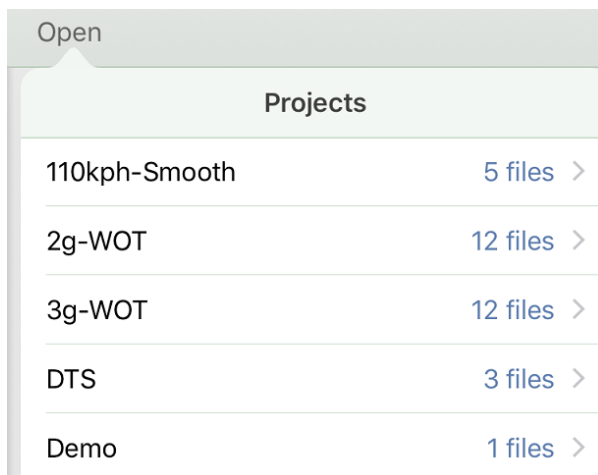 Open
Projects
110kph-Smooth 5 files
2g-WOT 12 files
3g-WOT 12 files
DTS 3 files
Demo 1 files